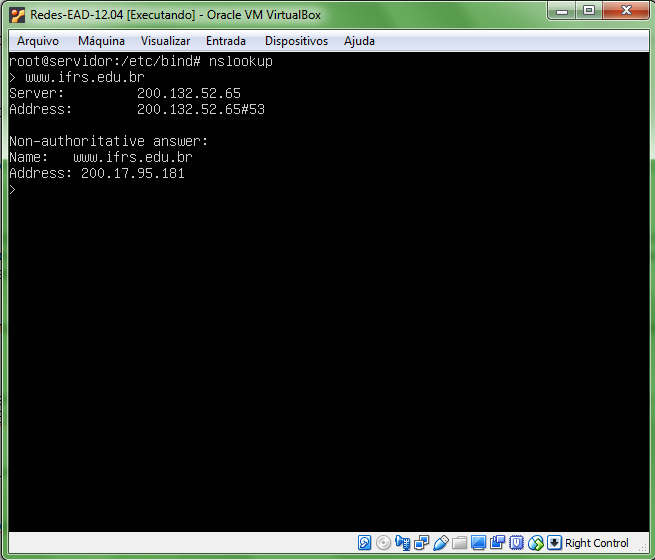 Redes-EAD-12.04 [Executando] - Oracle VM VirtualBox
Arquivo Máquina Visualizar Entrada Dispositivos Ajuda
root@servidor:/etc/bind# nslookup
> www.ifrs.edu.br
Server: 200.132.52.65
Address: 200.132.52.65#53
Non-authoritative answer:
Name: www.ifrs.edu.br
Address: 200.17.95.181
>
Right Control